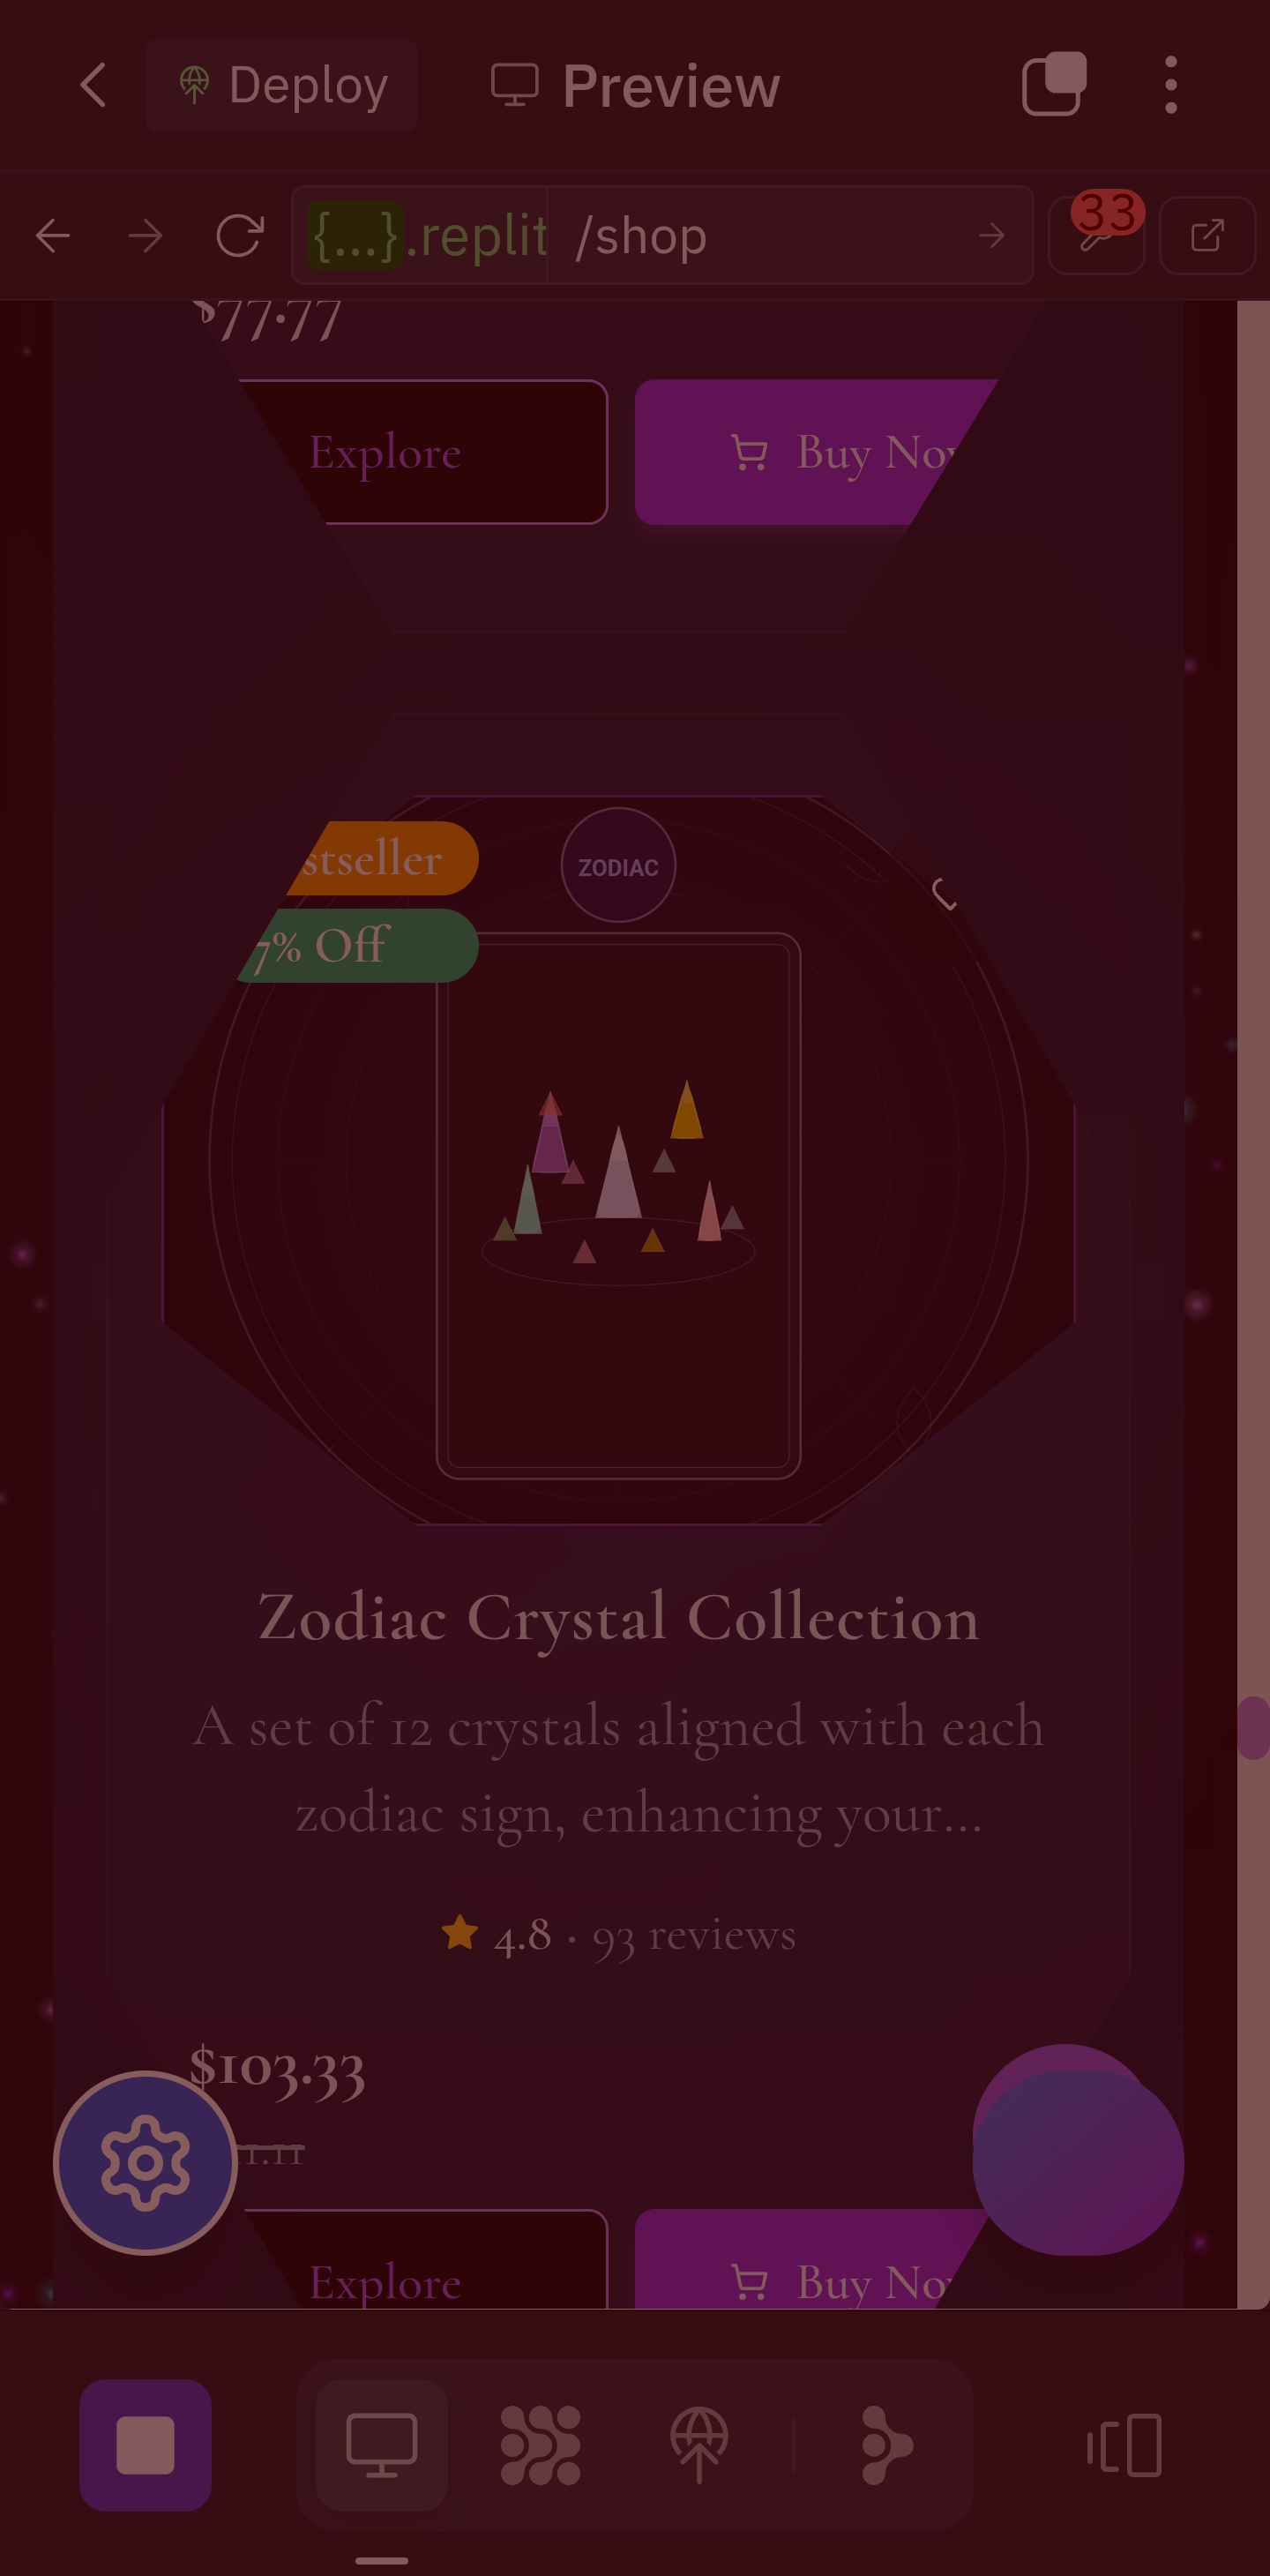 Deploy
Preview
{...}.replit
/shop
33
$77.77
Explore
Buy Nov
stseller
ZODIAC
7% Off
Zodiac Crystal Collection
A set of 12 crystals aligned with each
zodiac sign, enhancing your...
4.8 · 93 reviews
$103.33
11.11
Explore
Buy Nov